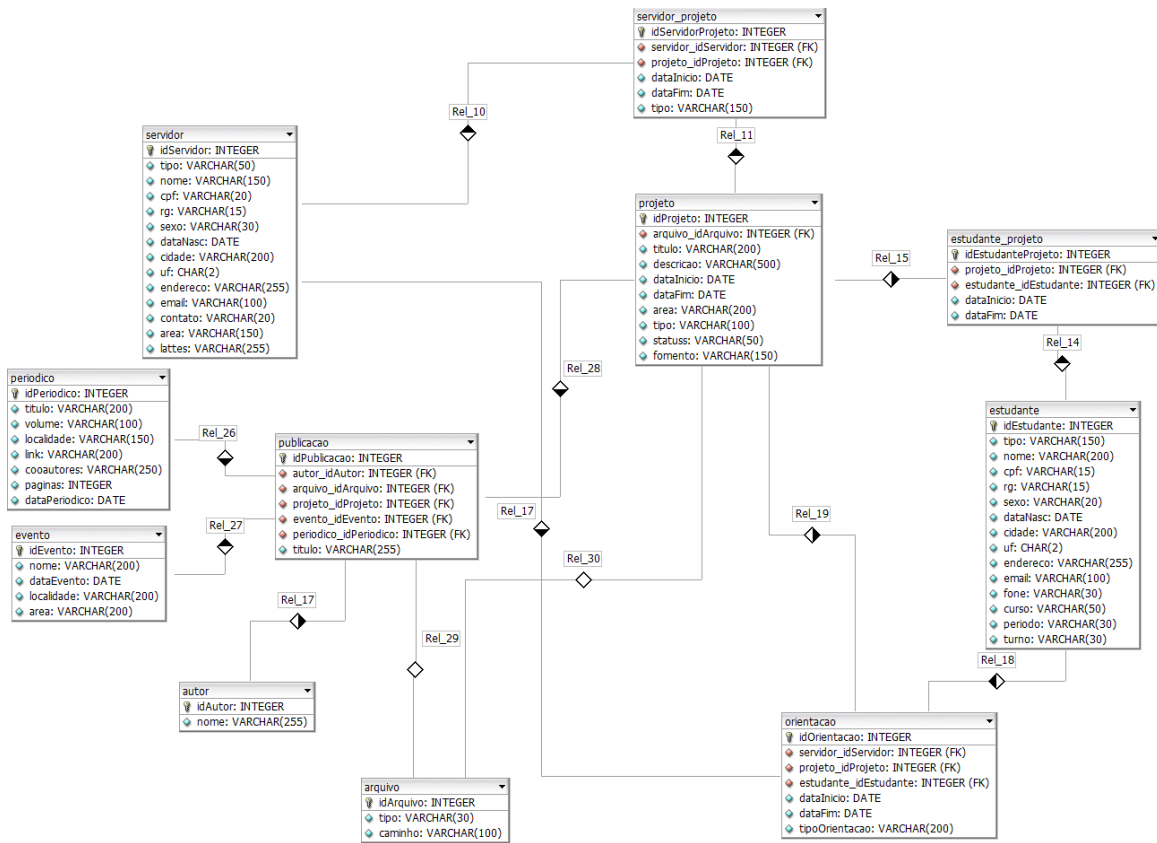 servidor_projeto
idServidorProjeto: INTEGER
servidor_idServidor: INTEGER (FK)
projeto_idProjeto: INTEGER (FK)
dataInicio: DATE
dataFim: DATE
tipo: VARCHAR(150)
Rel_10
Rel_11
servidor
idServidor: INTEGER
tipo: VARCHAR(50)
nome: VARCHAR(150)
cpf: VARCHAR(20)
rg: VARCHAR(15)
sexo: VARCHAR(30)
dataNasc: DATE
cidade: VARCHAR(200)
uf: CHAR(2)
endereco: VARCHAR(255)
email: VARCHAR(100)
contato: VARCHAR(20)
area: VARCHAR(150)
lattes: VARCHAR(255)
projeto
idProjeto: INTEGER
arquivo_idArquivo: INTEGER (FK)
titulo: VARCHAR(200)
descricao: VARCHAR(500)
dataInicio: DATE
dataFim: DATE
area: VARCHAR(200)
tipo: VARCHAR(100)
statuss: VARCHAR(50)
fomento: VARCHAR(150)
Rel_15
estudante_projeto
idEstudanteProjeto: INTEGER
projeto_idProjeto: INTEGER (FK)
estudante_idEstudante: INTEGER (FK)
dataInicio: DATE
dataFim: DATE
Rel_14
Rel_28
periodico
idPeriodico: INTEGER
titulo: VARCHAR(200)
volume: VARCHAR(100)
localidade: VARCHAR(150)
link: VARCHAR(200)
cooautores: VARCHAR(250)
paginas: INTEGER
dataPeriodico: DATE
Rel_26
publicacao
idPublicacao: INTEGER
autor_idAutor: INTEGER (FK)
arquivo_idArquivo: INTEGER (FK)
projeto_idProjeto: INTEGER (FK)
evento_idEvento: INTEGER (FK)
periodico_idPeriodico: INTEGER (FK)
titulo: VARCHAR(255)
estudante
idEstudante: INTEGER
tipo: VARCHAR(150)
nome: VARCHAR(200)
cpf: VARCHAR(15)
rg: VARCHAR(15)
sexo: VARCHAR(20)
dataNasc: DATE
cidade: VARCHAR(200)
uf: CHAR(2)
endereco: VARCHAR(255)
email: VARCHAR(100)
fone: VARCHAR(30)
curso: VARCHAR(50)
periodo: VARCHAR(30)
turno: VARCHAR(30)
Rel_17
Rel_19
Rel_27
evento
idEvento: INTEGER
nome: VARCHAR(200)
dataEvento: DATE
localidade: VARCHAR(200)
area: VARCHAR(200)
Rel_30
Rel_17
Rel_29
Rel_18
autor
idAutor: INTEGER
nome: VARCHAR(255)
orientacao
idOrientacao: INTEGER
servidor_idServidor: INTEGER (FK)
projeto_idProjeto: INTEGER (FK)
estudante_idEstudante: INTEGER (FK)
dataInicio: DATE
dataFim: DATE
tipoOrientacao: VARCHAR(200)
arquivo
idArquivo: INTEGER
tipo: VARCHAR(30)
caminho: VARCHAR(100)